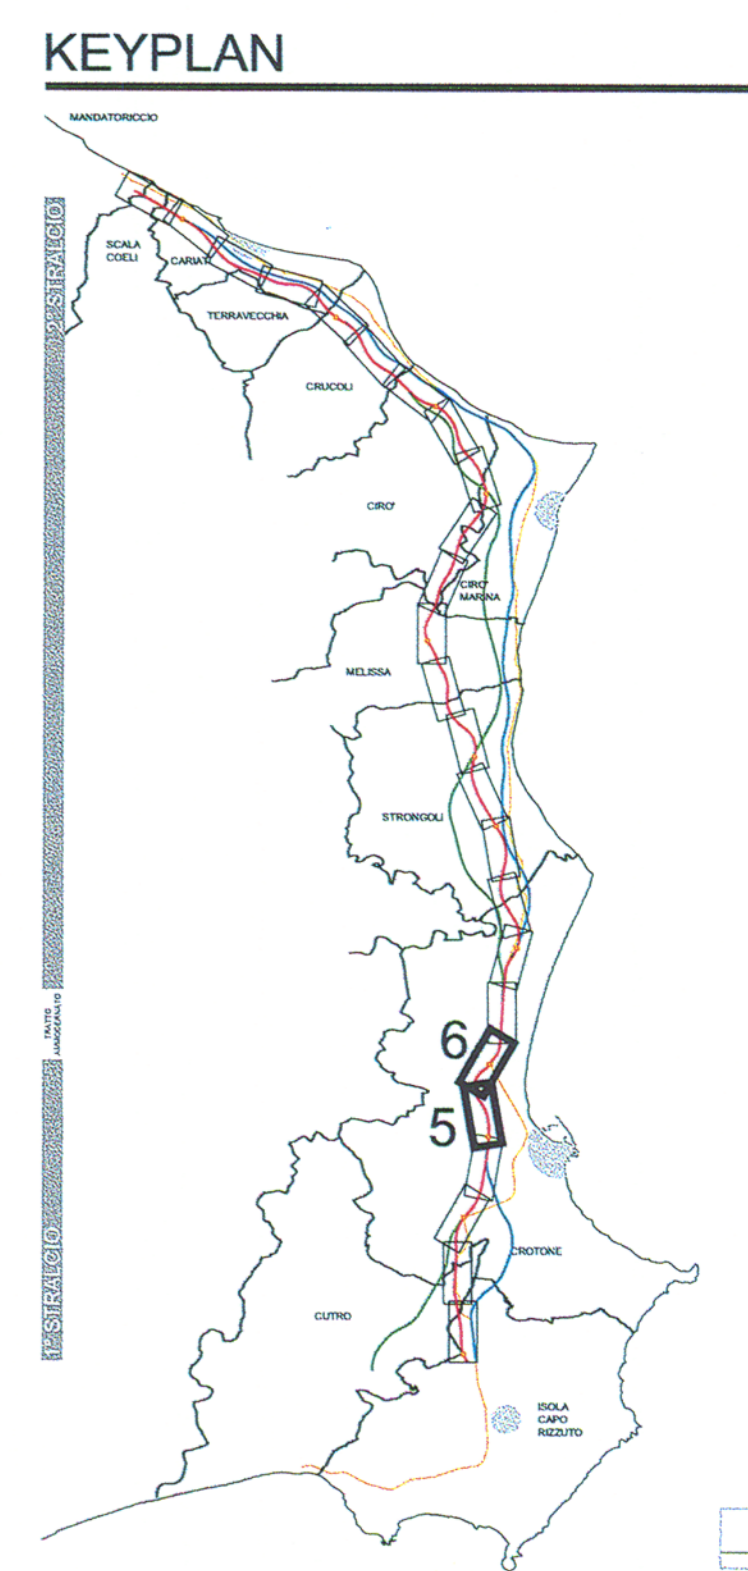 KEYPLAN
MANDATORICCIO
2° STRALCIO
SCALA
COELI
CARIATI
TERRAVECCHIA
CRUCOLI
CIRO'
CIRO'
MARINA
MELISSA
STRONGOLI
TRATTO
AMMODERNATO
6
5
1° STRALCIO
CROTONE
CUTRO
ISOLA
CAPO
RIZZUTO